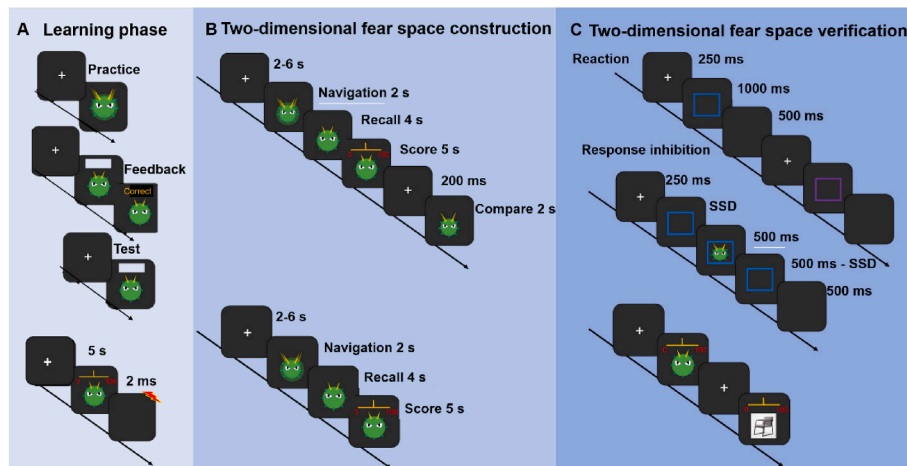 A Learning phase
Practice
Feedback
Correct
Test
5 s
2 ms
B Two-dimensional fear space construction
2-6 s
Navigation 2 s
Recall 4 s
Score 5 s
200 ms
Compare 2 s
2-6 s
Navigation 2 s
Recall 4 s
Score 5 s
C Two-dimensional fear space verification
Reaction
250 ms
1000 ms
500 ms
Response inhibition
250 ms
SSD
500 ms
500 ms - SSD
500 ms